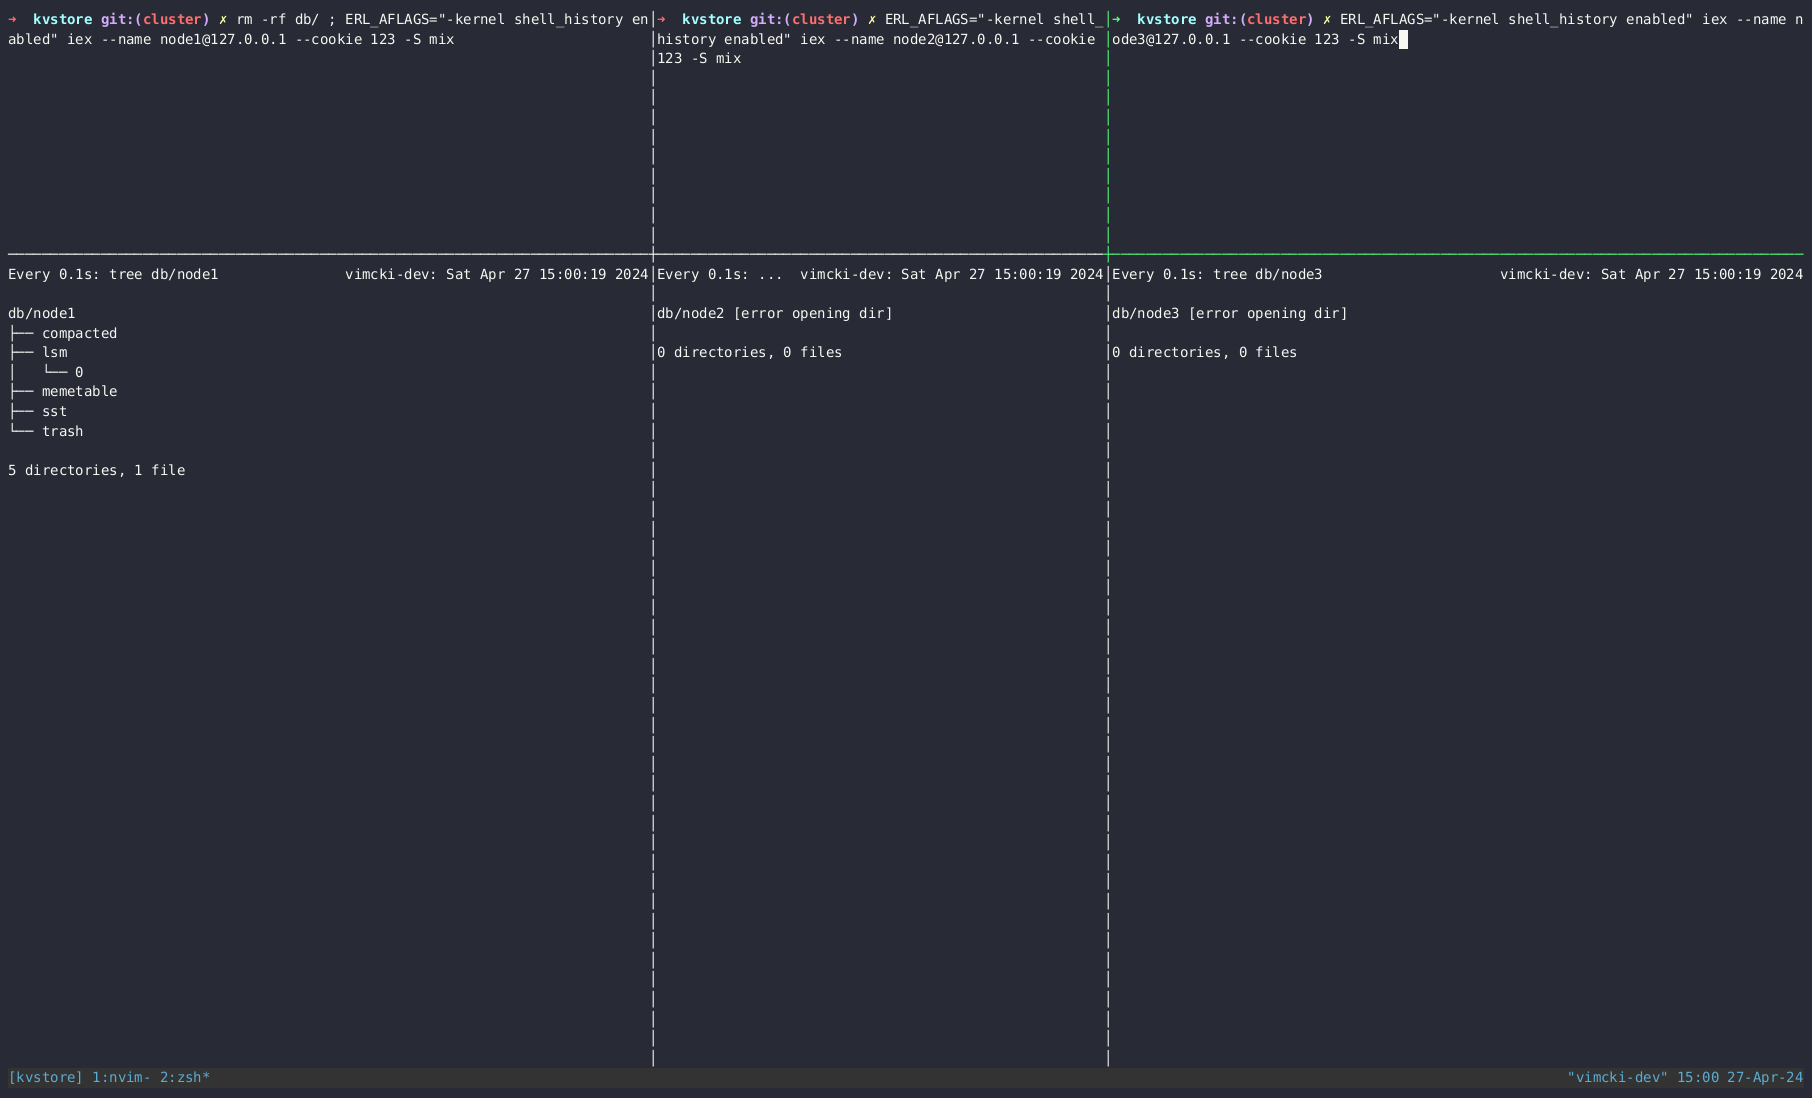 ➜  kvstore git:(cluster) ✗ rm -rf db/ ; ERL_AFLAGS="-kernel shell_history en
abled" iex --name node1@127.0.0.1 --cookie 123 -S mix
➜  kvstore git:(cluster) ✗ ERL_AFLAGS="-kernel shell_
history enabled" iex --name node2@127.0.0.1 --cookie
123 -S mix
➜  kvstore git:(cluster) ✗ ERL_AFLAGS="-kernel shell_history enabled" iex --name n
ode3@127.0.0.1 --cookie 123 -S mix
Every 0.1s: tree db/node1 vimcki-dev: Sat Apr 27 15:00:19 2024
db/node1
├── compacted
├── lsm
│   └── 0
├── memetable
├── sst
└── trash
5 directories, 1 file
Every 0.1s: ... vimcki-dev: Sat Apr 27 15:00:19 2024
db/node2 [error opening dir]
0 directories, 0 files
Every 0.1s: tree db/node3 vimcki-dev: Sat Apr 27 15:00:19 2024
db/node3 [error opening dir]
0 directories, 0 files
[kvstore] 1:nvim- 2:zsh* "vimcki-dev" 15:00 27-Apr-24